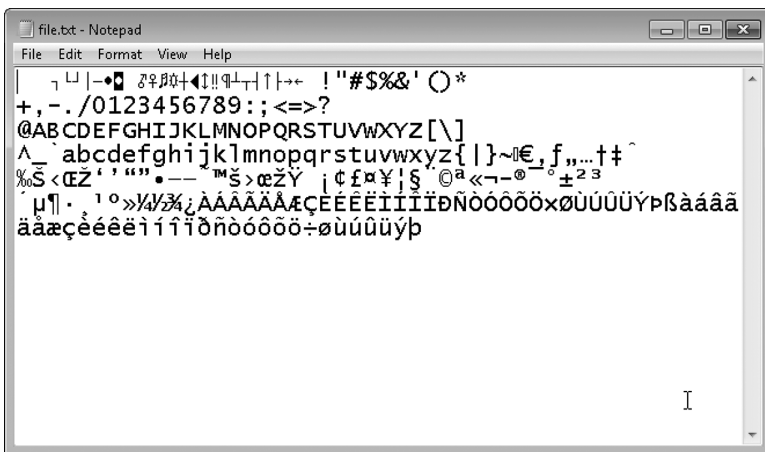 file.txt - Notepad
File Edit Format View Help
┐└┘│─•◘ ♂♀♫☼┼◄↕‼¶┴┬┤↑├→← !"#$%&'()*
+,-./0123456789:;<=>?
@ABCDEFGHIJKLMNOPQRSTUVWXYZ[\]
^_`abcdefghijklmnopqrstuvwxyz{|}~€‚ƒ„…†‡ˆ
‰Š‹ŒŽ‘’“”•–—˜™š›œžŸ ¡¢£¤¥¦§¨©ª«¬-®¯°±²³
´µ¶·¸¹º»¼½¾¿ÀÁÂÃÄÅÆÇÈÉÊËÌÍÎÏÐÑÒÓÔÕÖ×ØÙÚÛÜÝÞßàáâã
äåæçèéêëìíîïðñòóôõö÷øùúûüýþ